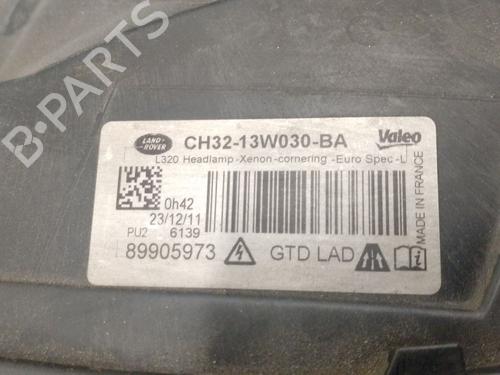 B-PARTS
LAND ROVER
CH32-13W030-BA
Valeo
L320 Headlamp -Xenon -cornering -Euro Spec -L
0h42
23/12/11
PU2 6139
89905973
GTD LAD
MADE IN FRANCE